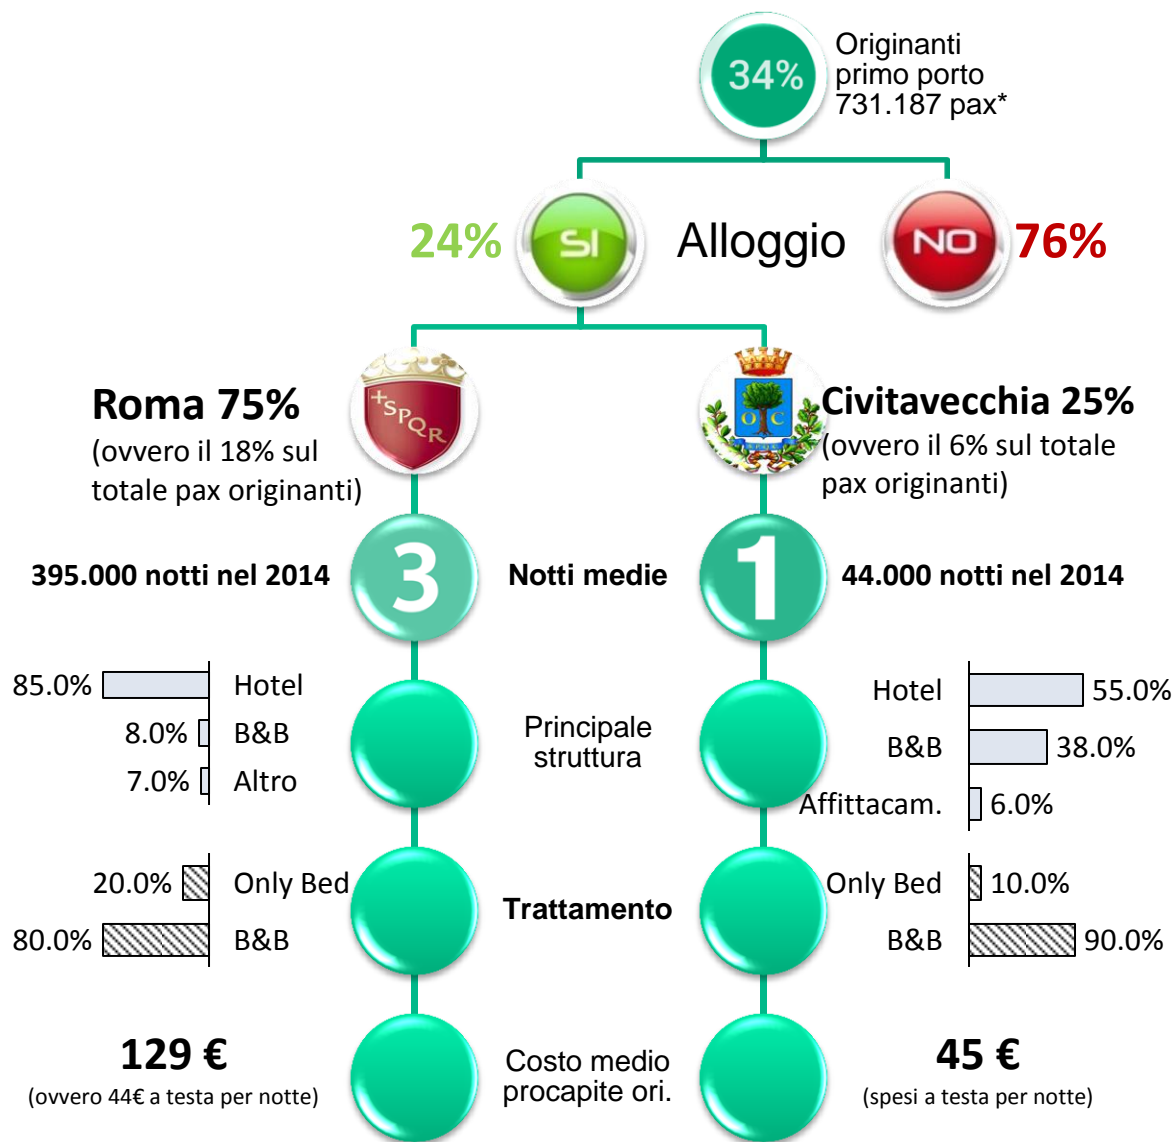 34%
Originanti
primo porto
731.187 pax*
24%
SI
Alloggio
NO
76%
Roma 75%
(ovvero il 18% sul
totale pax originanti)
+SPQR
O C
Civitavecchia 25%
(ovvero il 6% sul totale
pax originanti)
395.000 notti nel 2014
3
Notti medie
1
44.000 notti nel 2014
85.0% Hotel
8.0% B&B
7.0% Altro
Principale
struttura
Hotel 55.0%
B&B 38.0%
Affittacam. 6.0%
20.0% Only Bed
80.0% B&B
Trattamento
Only Bed 10.0%
B&B 90.0%
129 €
(ovvero 44€ a testa per notte)
Costo medio
procapite ori.
45 €
(spesi a testa per notte)